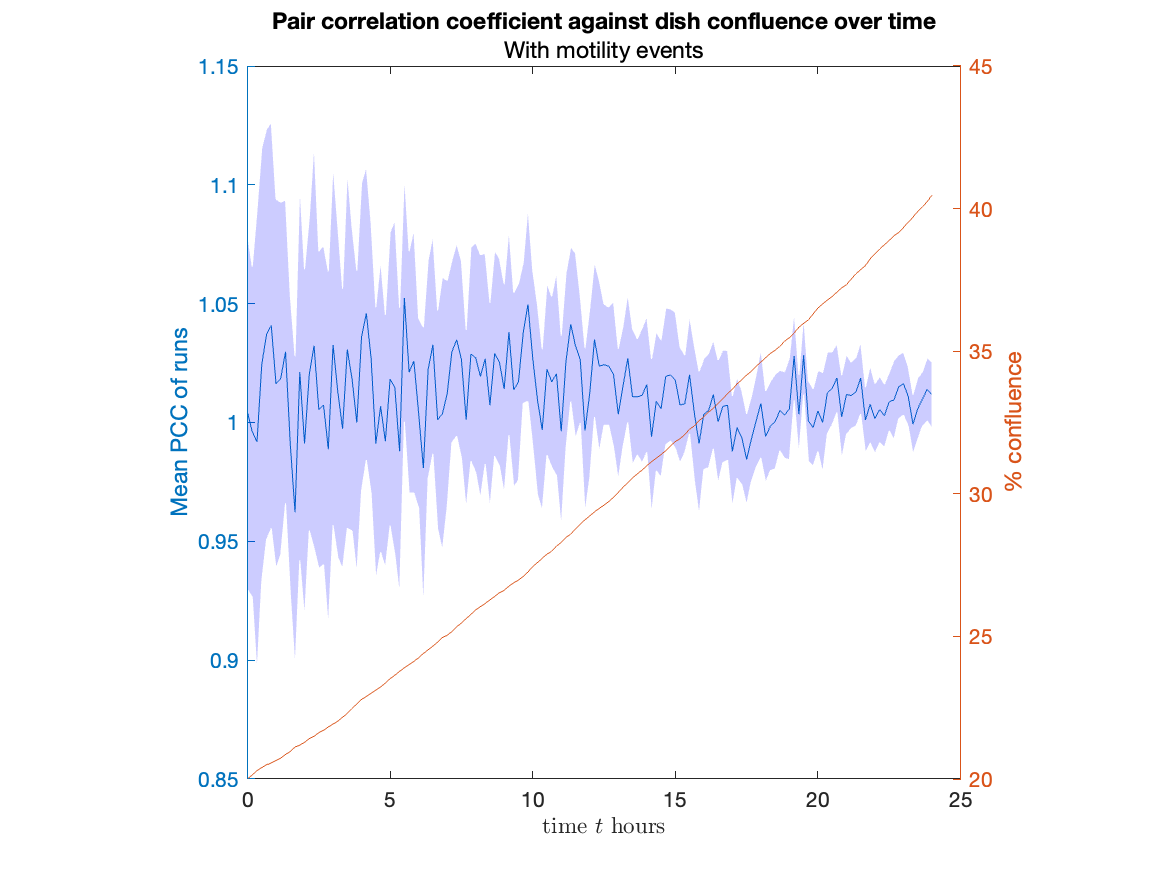 Pair correlation coefficient against dish confluence over time
With motility events
Mean PCC of runs
1.15
1.1
1.05
1
0.95
0.9
0.85
45
40
35
30
25
20
% confluence
0 5 10 15 20 25
time t hours